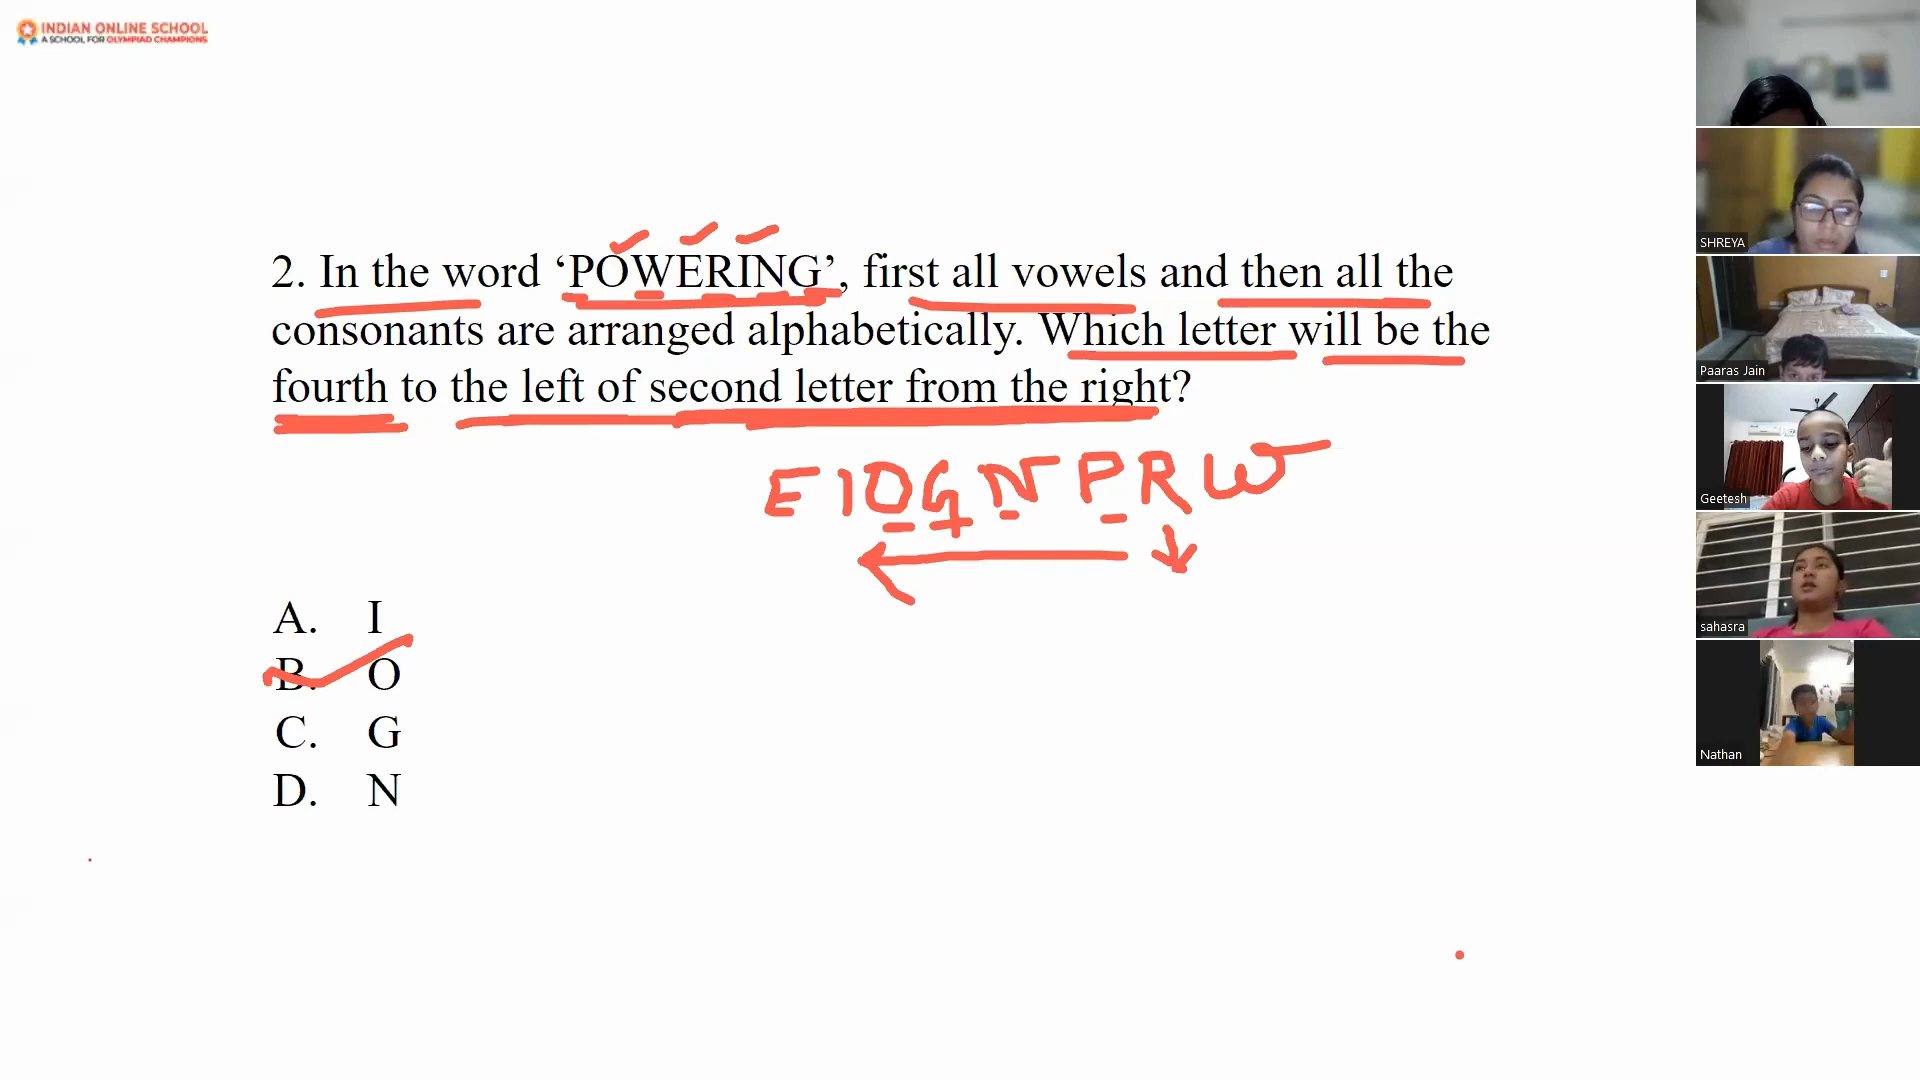 INDIAN ONLINE SCHOOL
A SCHOOL FOR OLYMPIAD CHAMPIONS
2. In the word ‘POWERING’, first all vowels and then all the
consonants are arranged alphabetically. Which letter will be the
fourth to the left of second letter from the right?
E I O G N P R W
A. I
B. O
C. G
D. N
SHREYA
Paaras Jain
Geetesh
sahasra
Nathan